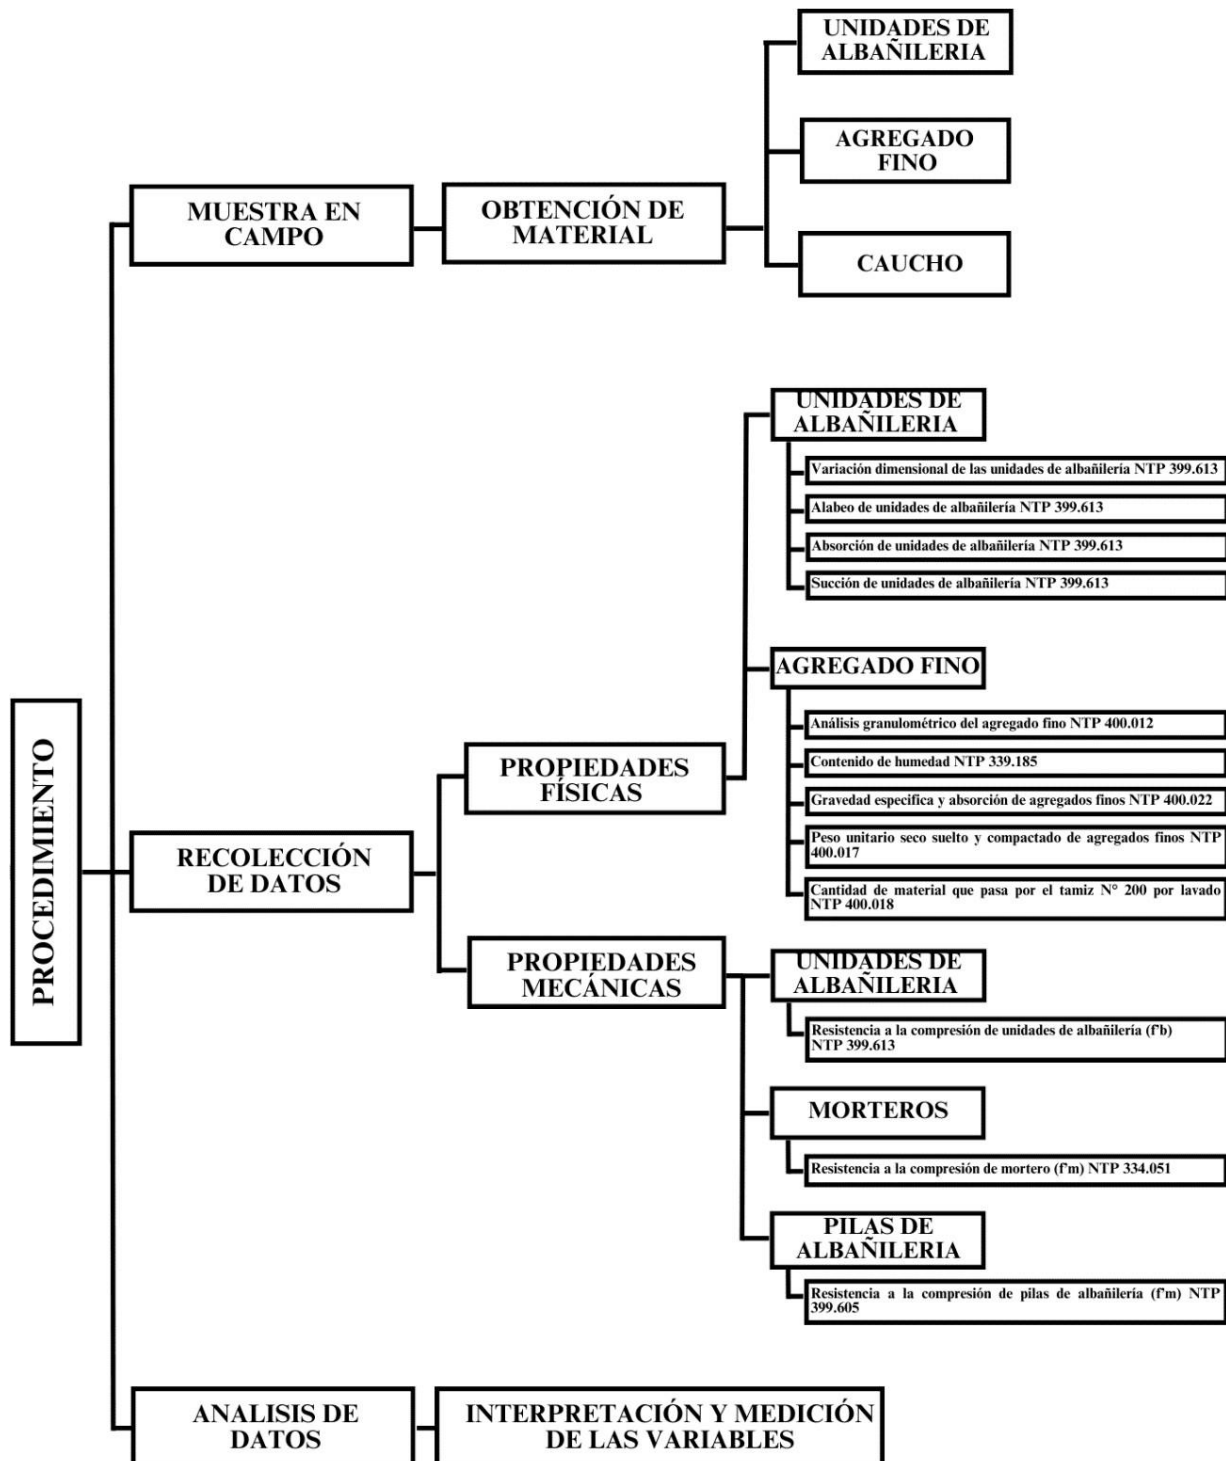 PROCEDIMIENTO
MUESTRA EN
CAMPO
OBTENCIÓN DE
MATERIAL
UNIDADES DE
ALBAÑILERIA
AGREGADO
FINO
CAUCHO
RECOLECCIÓN
DE DATOS
PROPIEDADES
FÍSICAS
UNIDADES DE
ALBAÑILERIA
Variación dimensional de las unidades de albañilería NTP 399.613
Alabeo de unidades de albañilería NTP 399.613
Absorción de unidades de albañilería NTP 399.613
Succión de unidades de albañilería NTP 399.613
AGREGADO FINO
Análisis granulométrico del agregado fino NTP 400.012
Contenido de humedad NTP 339.185
Gravedad especifica y absorción de agregados finos NTP 400.022
Peso unitario seco suelto y compactado de agregados finos NTP
400.017
Cantidad de material que pasa por el tamiz N° 200 por lavado
NTP 400.018
PROPIEDADES
MECÁNICAS
UNIDADES DE
ALBAÑILERIA
Resistencia a la compresión de unidades de albañilería (f'b)
NTP 399.613
MORTEROS
Resistencia a la compresión de mortero (f'm) NTP 334.051
PILAS DE
ALBAÑILERIA
Resistencia a la compresión de pilas de albañilería (f'm) NTP
399.605
ANALISIS DE
DATOS
INTERPRETACIÓN Y MEDICIÓN
DE LAS VARIABLES